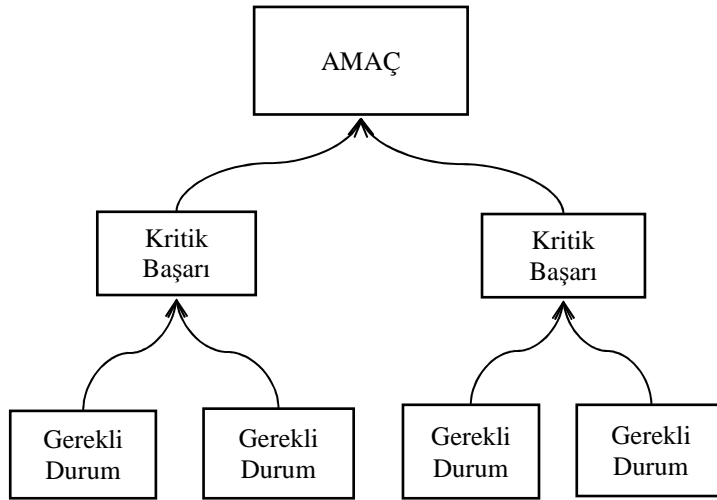 AMAÇ
Kritik
Başarı
Kritik
Başarı
Gerekli
Durum
Gerekli
Durum
Gerekli
Durum
Gerekli
Durum